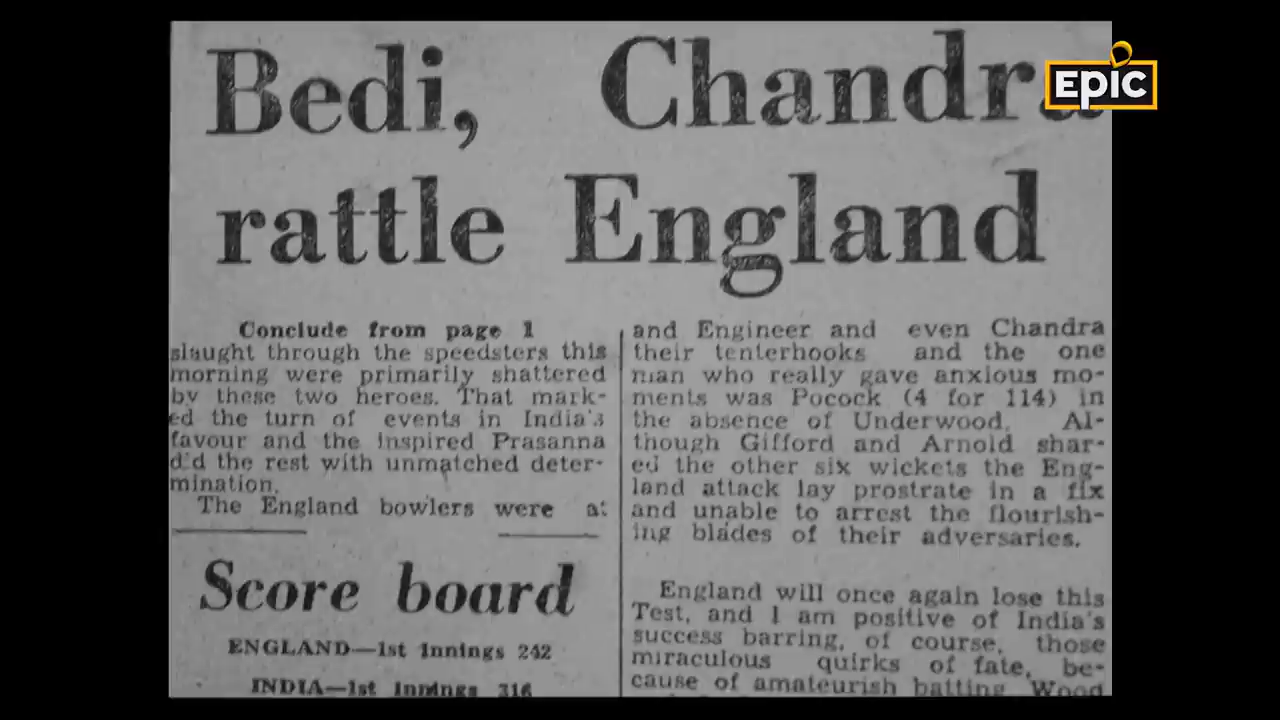 Bedi, Chandra
rattle England
EPIC
Conclude from page 1
slaught through the speedsters this
morning were primarily shattered
by these two heroes. That mark-
ed the turn of events in India's
favour and the inspired Prasanna
did the rest with unmatched deter-
mination.
The England bowlers were at
Score board
ENGLAND—1st Innings 242
INDIA—1st Innings 316
and Engineer and even Chandra
their tenterhooks and the one
man who really gave anxious mo-
ments was Pocock (4 for 114) in
the absence of Underwood. Al-
though Gifford and Arnold shar-
ed the other six wickets the Eng-
land attack lay prostrate in a fix
and unable to arrest the flourish-
ing blades of their adversaries.
England will once again lose this
Test, and I am positive of India's
success barring, of course, those
miraculous quirks of fate, be-
cause of amateurish batting. Wood